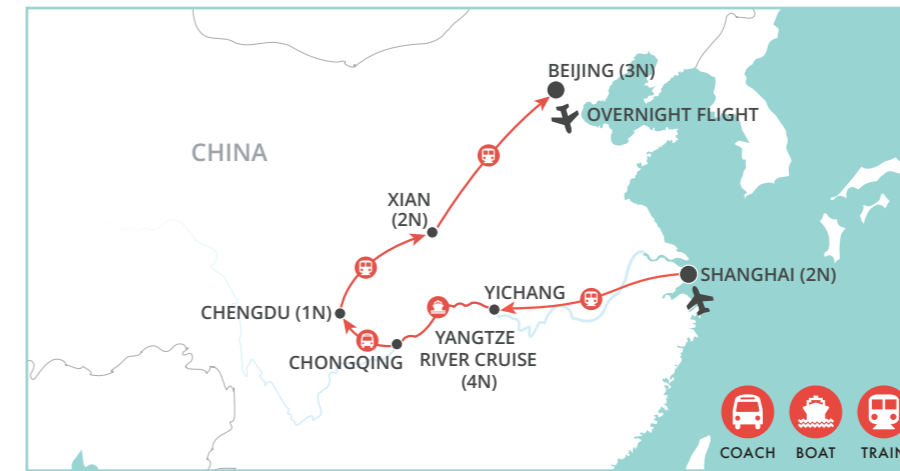 BEIJING (3N)
OVERNIGHT FLIGHT
CHINA
XIAN
(2N)
SHANGHAI (2N)
YICHANG
CHENGDU (1N)
YANGTZE
RIVER CRUISE
(4N)
CHONGQING
COACH
BOAT
TRAIN